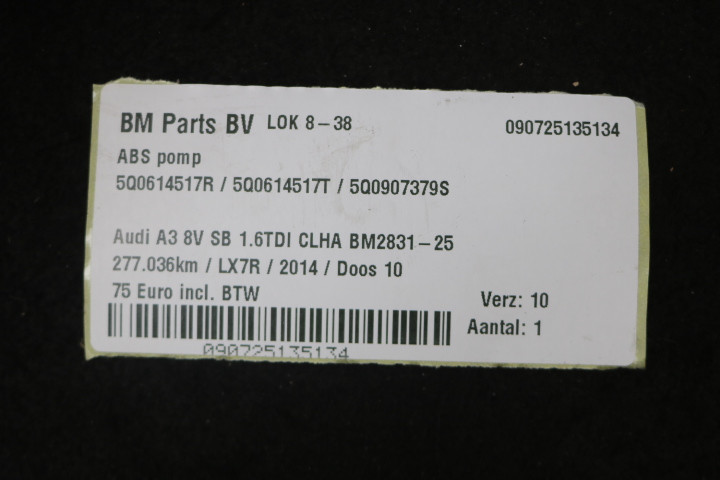 BM Parts BV LOK 8-38 090725135134
ABS pomp
5Q0614517R / 5Q0614517T / 5Q0907379S
Audi A3 8V SB 1.6TDI CLHA BM2831-25
277.036km / LX7R / 2014 / Doos 10
75 Euro incl. BTW Verz: 10
Aantal: 1
090725135134